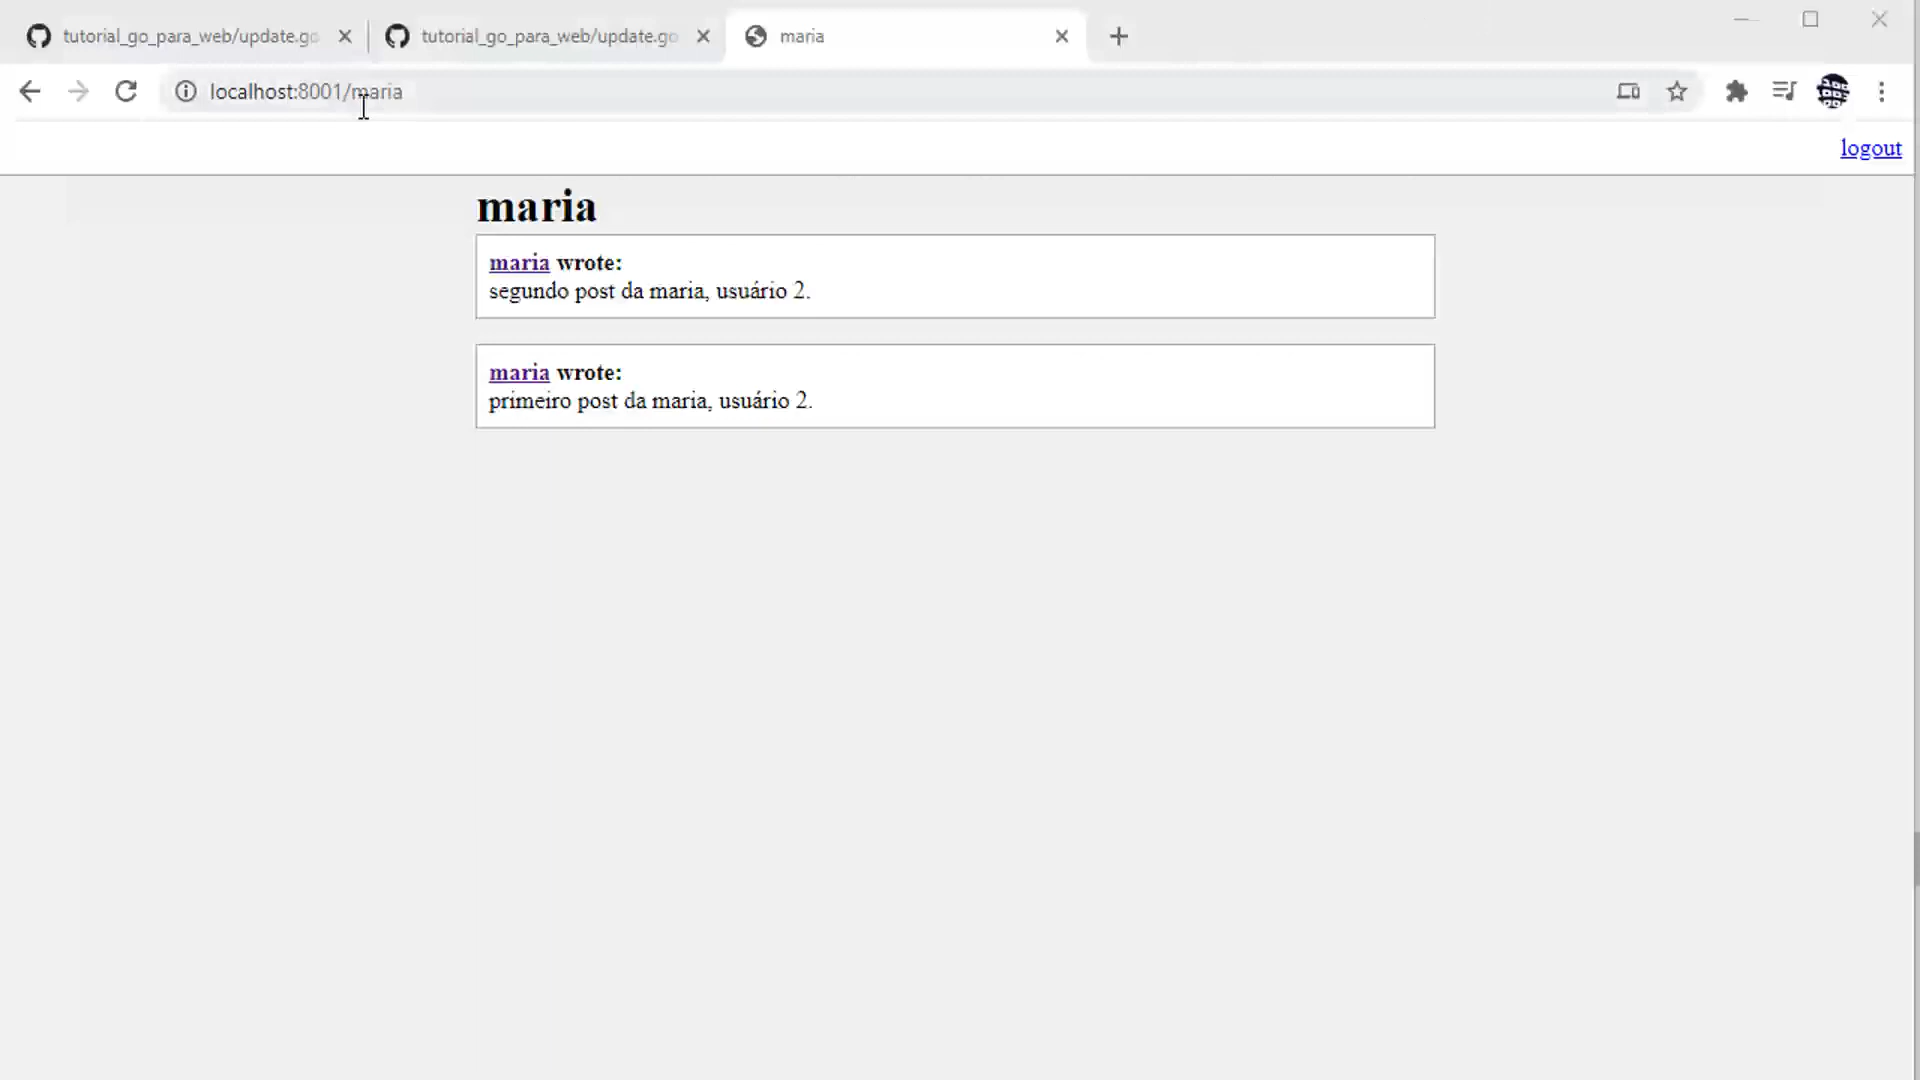 tutorial_go_para_web/update.go
tutorial_go_para_web/update.go
maria
localhost:8001/maria
logout
maria
maria wrote:
segundo post da maria, usuário 2.
maria wrote:
primeiro post da maria, usuário 2.